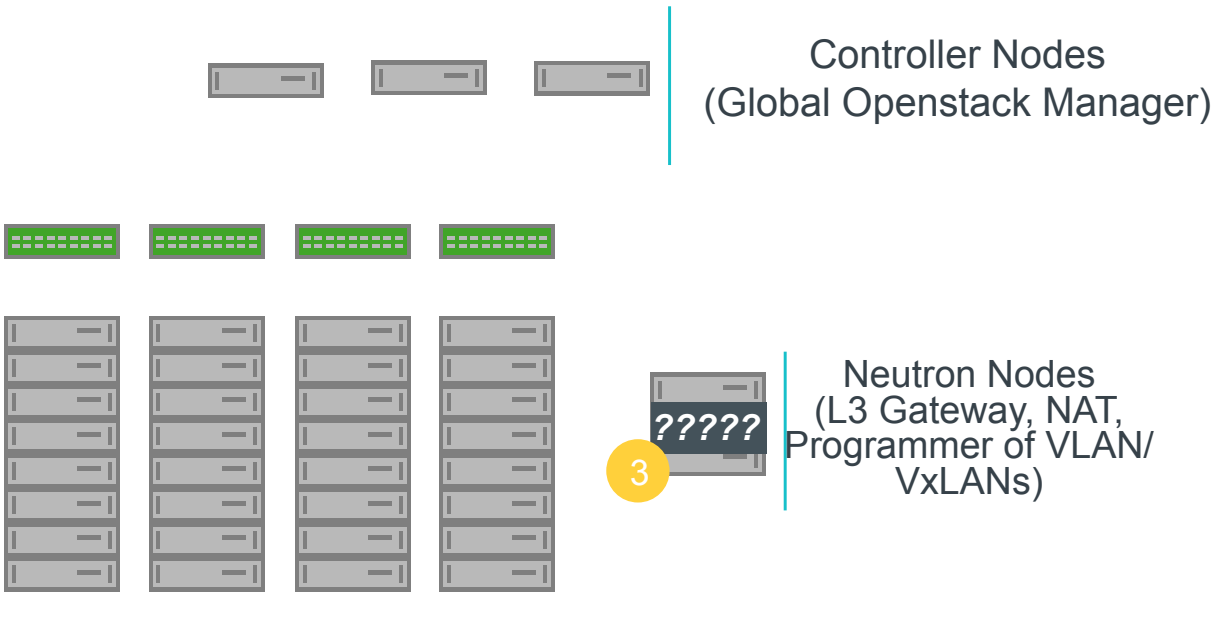 Controller Nodes
(Global Openstack Manager)
?????
3
Neutron Nodes
(L3 Gateway, NAT,
Programmer of VLAN/
VxLANs)